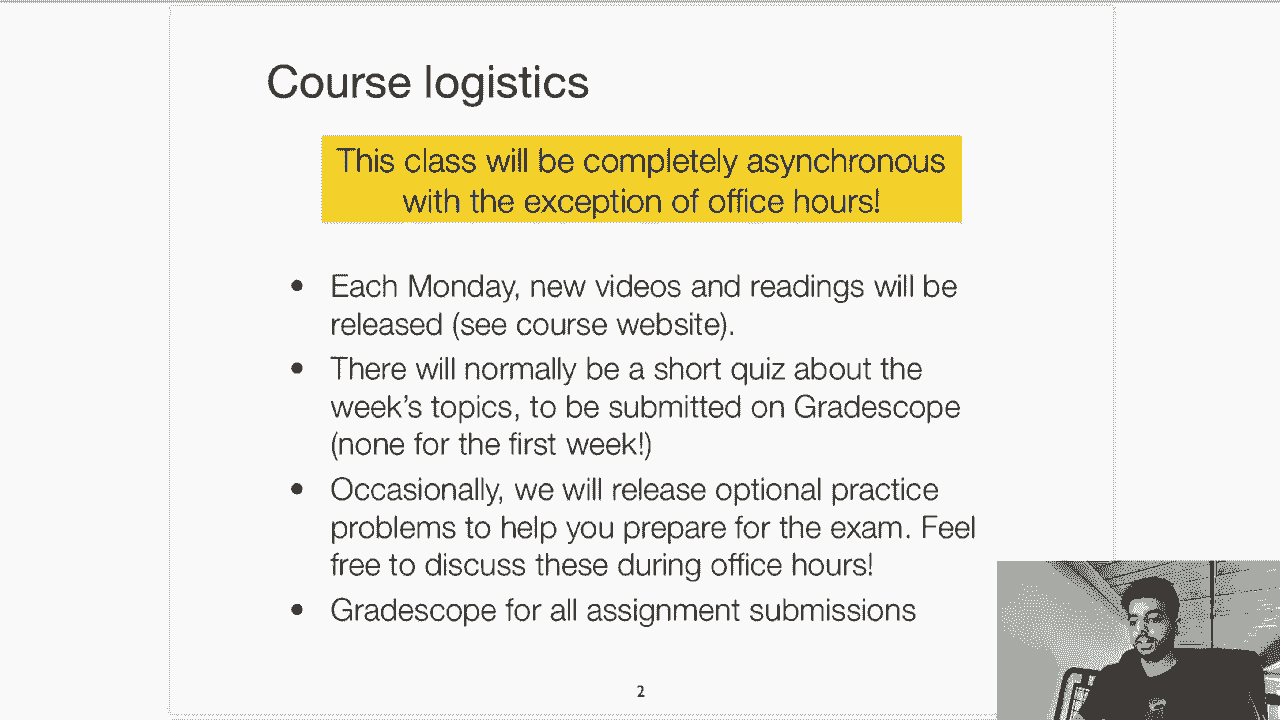 Course logistics
This class will be completely asynchronous
with the exception of office hours!
• Each Monday, new videos and readings will be
released (see course website).
• There will normally be a short quiz about the
week’s topics, to be submitted on Gradescope
(none for the first week!)
• Occasionally, we will release optional practice
problems to help you prepare for the exam. Feel
free to discuss these during office hours!
• Gradescope for all assignment submissions
2